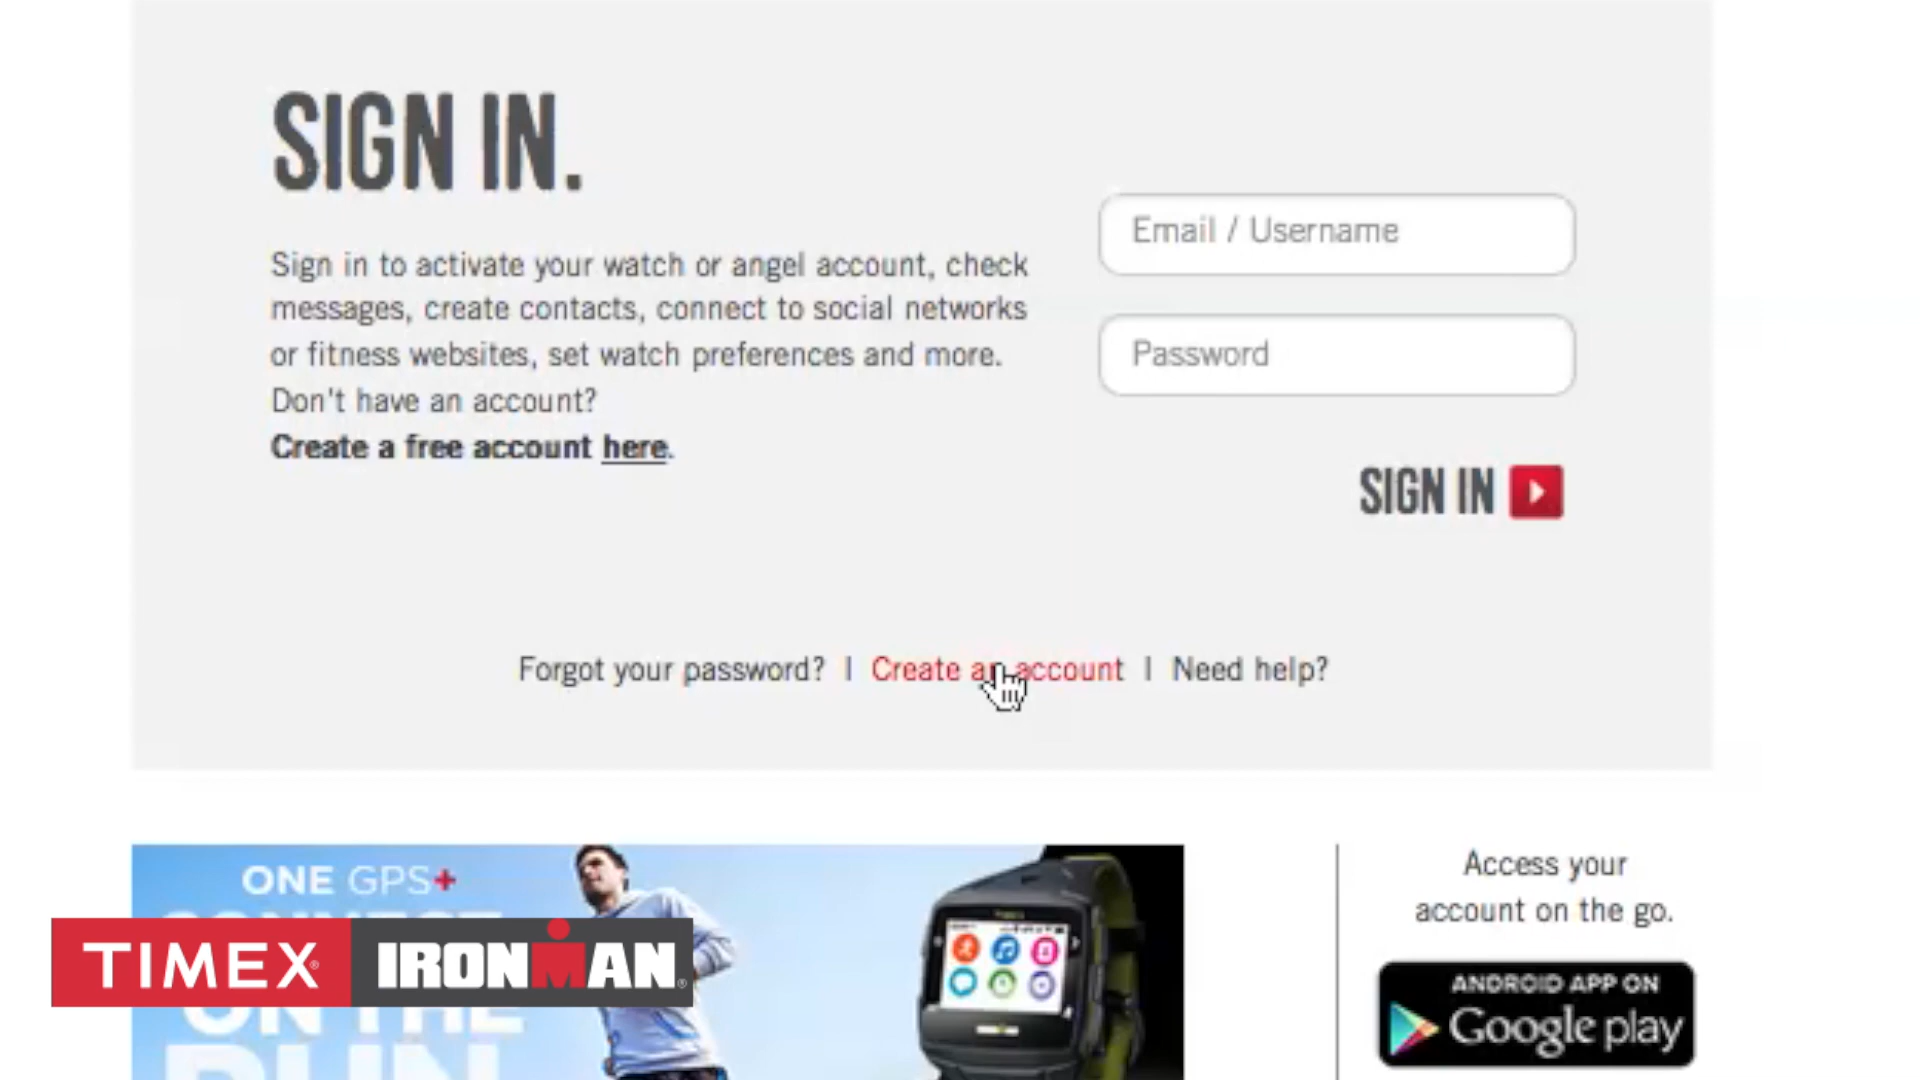 SIGN IN.
Sign in to activate your watch or angel account, check
messages, create contacts, connect to social networks
or fitness websites, set watch preferences and more.
Don't have an account?
Create a free account here.
Email / Username
Password
SIGN IN
Forgot your password? | Create an account | Need help?
ONE GPS+
ON THE
RUN
TIMEX® IRONMAN®
Access your
account on the go.
ANDROID APP ON
Google play